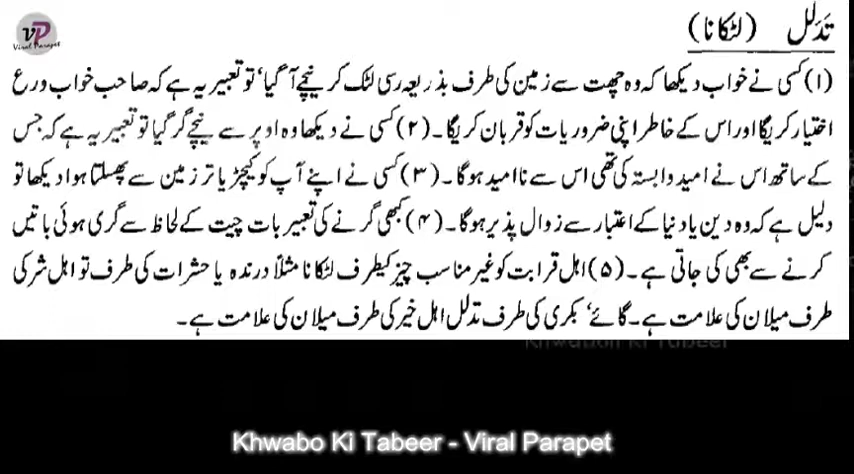 VP
Viral Parapet
تدلل (لٹکانا)
(۱) کسی نے خواب دیکھا کہ وہ چھت سے زمین کی طرف بذریعہ رسی لٹک کر نیچے آ گیا، تو تعبیر یہ ہے کہ صاحب خواب ورع
اختیار کریگا اور اس کے خاطر اپنی ضروریات کو قربان کریگا۔ (۲) کسی نے دیکھا وہ اوپر سے نیچے گر گیا تو تعبیر یہ ہے کہ جس
کے ساتھ اس نے امید وابستہ کی تھی اس سے نا امید ہوگا۔ (۳) کسی نے اپنے آپ کو کیچڑ یا تر زمین سے پھسلتا ہوا دیکھا تو
دلیل ہے کہ وہ دین یا دنیا کے اعتبار سے زوال پذیر ہوگا۔ (۴) کبھی گرنے کی تعبیر بات چیت کے لحاظ سے گری ہوئی باتیں
کرنے سے بھی کی جاتی ہے۔ (۵) اہل قرابت کو غیر مناسب چیز کیطرف لٹکانا مثلاً درندہ یا حشرات کی طرف تو اہل شر کی
طرف میلان کی علامت ہے۔ گائے، بکری کی طرف تدلل اہل خیر کی طرف میلان کی علامت ہے۔
Khwabon Ki Tabeer
Khwabo Ki Tabeer - Viral Parapet